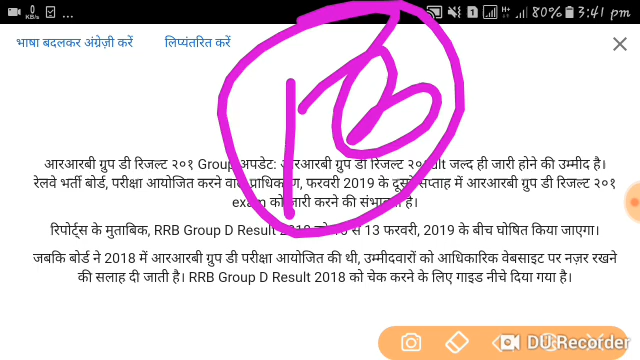 0 KB/s ... 1 H+ 80% 3:41 pm
भाषा बदलकर अंग्रेज़ी करें लिप्यंतरित करें
आरआरबी ग्रुप डी रिजल्ट २०१ Group अपडेट: आरआरबी ग्रुप डी रिजल्ट जल्द ही जारी होने की उम्मीद है।
रेलवे भर्ती बोर्ड, परीक्षा आयोजित करने वाला प्राधिकरण, फरवरी 2019 के दूसरे सप्ताह में आरआरबी ग्रुप डी रिजल्ट २०१
exam को जारी करने की संभावना है।
रिपोर्ट्स के मुताबिक, RRB Group D Result से 13 फरवरी, 2019 के बीच घोषित किया जाएगा।
जबकि बोर्ड ने 2018 में आरआरबी ग्रुप डी परीक्षा आयोजित की थी, उम्मीदवारों को आधिकारिक वेबसाइट पर नज़र रखने
की सलाह दी जाती है। RRB Group D Result 2018 को चेक करने के लिए गाइड नीचे दिया गया है।
DU Recorder